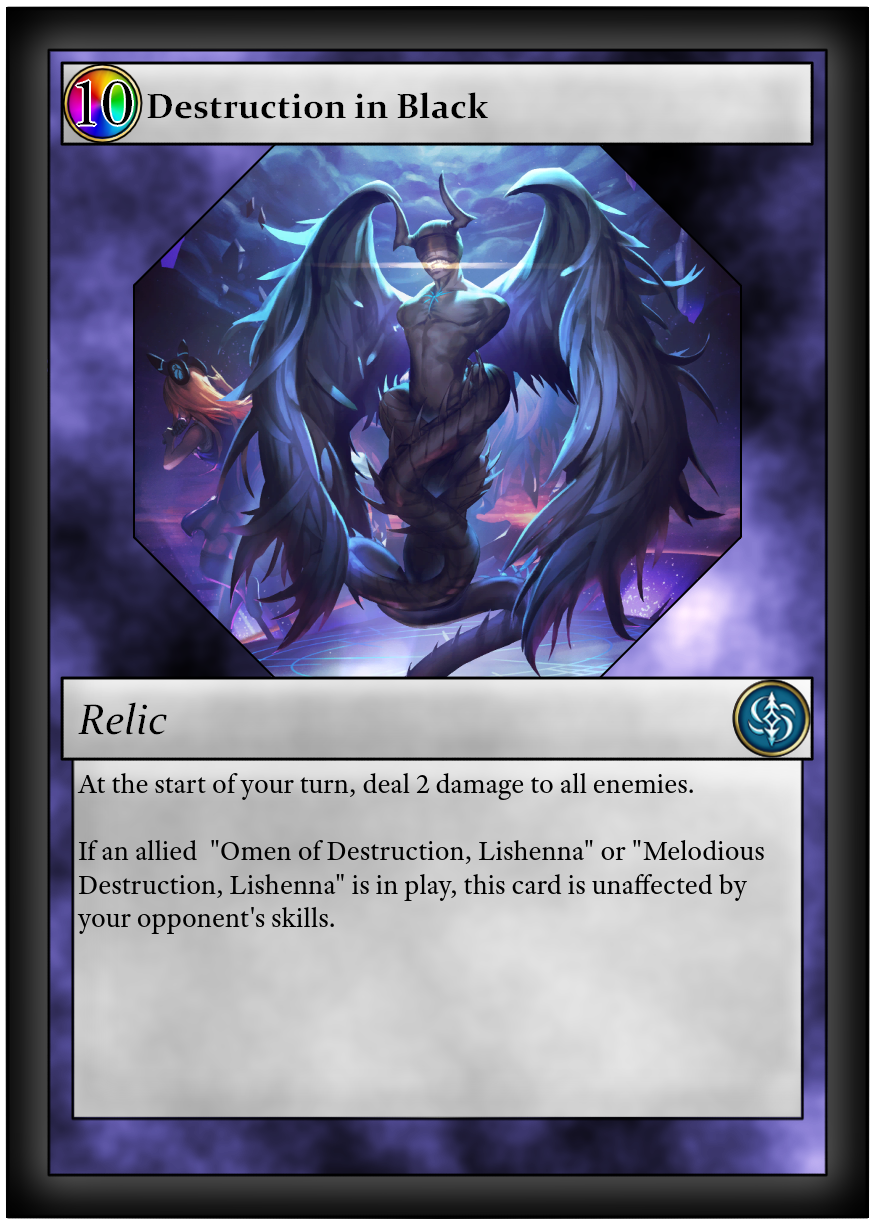 10 Destruction in Black
Relic
At the start of your turn, deal 2 damage to all enemies.
If an allied  "Omen of Destruction, Lishenna" or "Melodious
Destruction, Lishenna" is in play, this card is unaffected by
your opponent's skills.